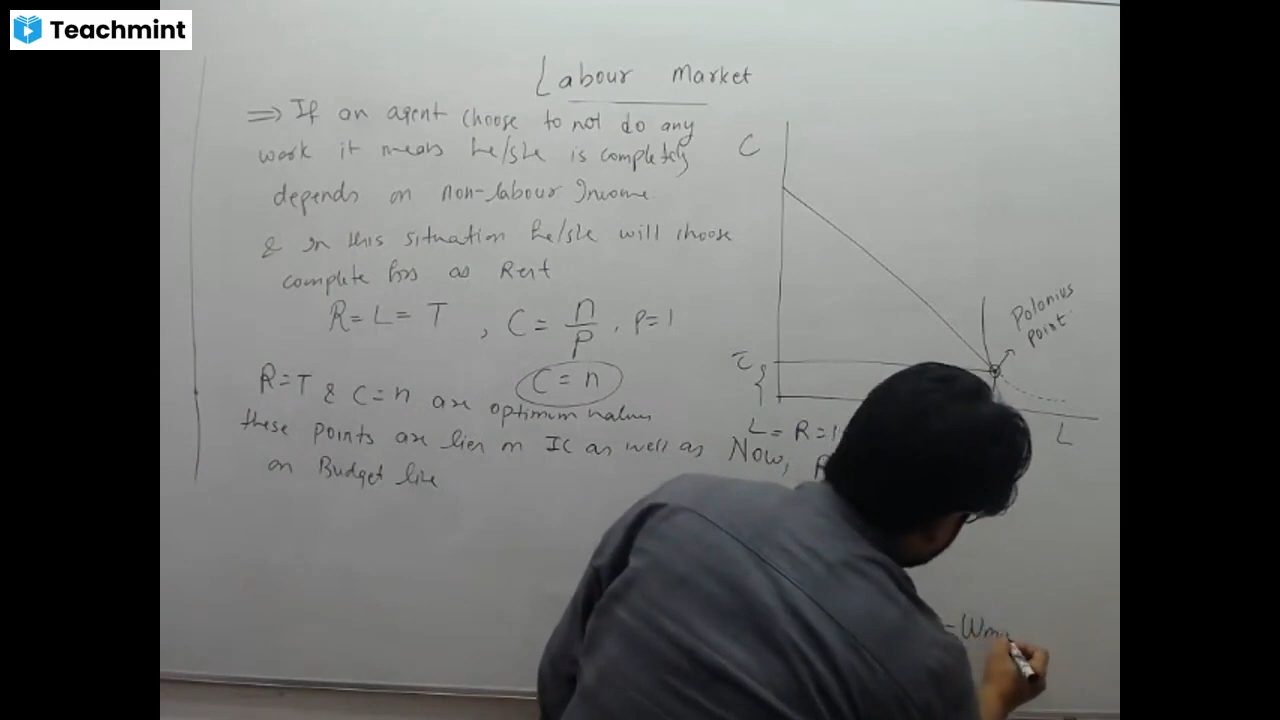 Teachmint
Labour Market
⇒ If an agent choose to not do any
work it means he/she is completely
depends on non-labour Income
& in this situation he/she will choose
complete hrs as Rest
R = L = T , C = n/P , P=1
C = n
R=T & C=n are optimum values
these points are lies on IC as well as
on Budget line
C
Polonius
point
L
L = R =
Now, R
= Wm